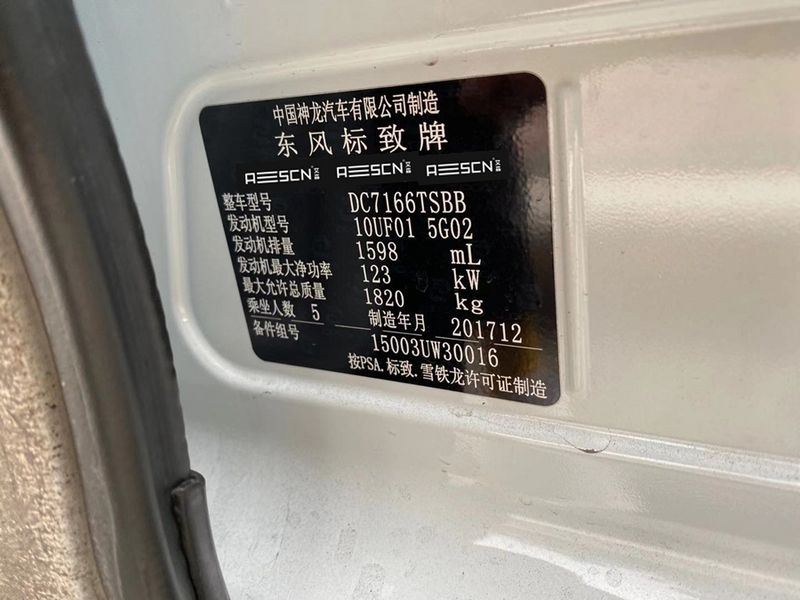 中国神龙汽车有限公司制造
东风标致牌
AESCN AESCN AESCN
整车型号 DC7166TSBB
发动机型号 10UF01 5G02
发动机排量 1598 mL
发动机最大净功率 123 kW
最大允许总质量 1820 kg
乘坐人数 5 制造年月 201712
备件组号 15003UW30016
按PSA.标致.雪铁龙许可证制造